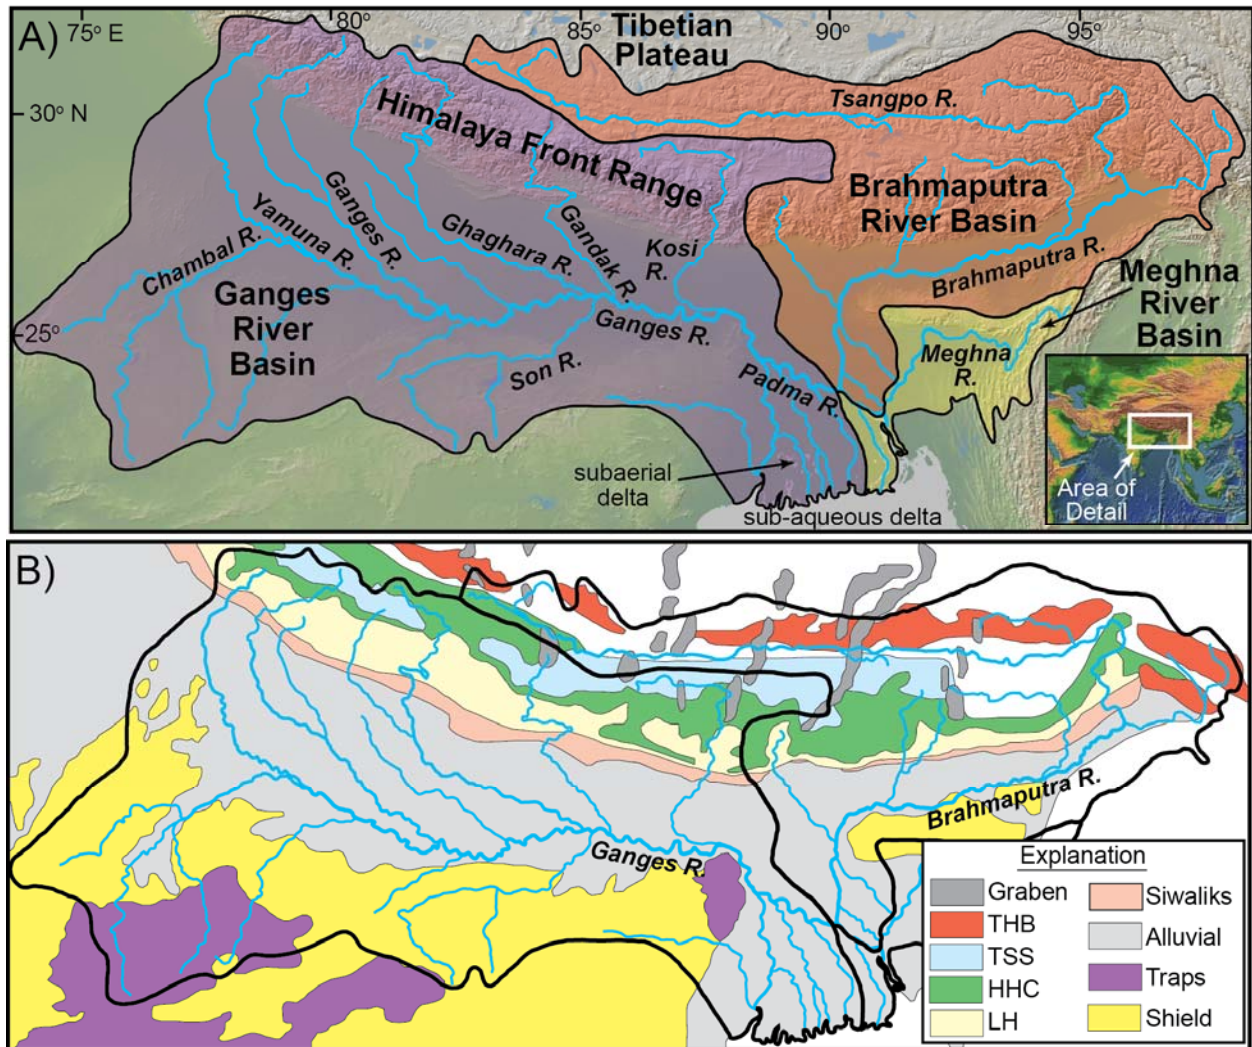 A)
75° E
80°
85°
90°
95°
Tibetian
Plateau
30° N
Himalaya Front Range
Tsangpo R.
Brahmaputra
River Basin
Chambal R.
Yamuna R.
Ganges R.
Ghaghara R.
Gandak R.
Kosi
R.
Brahmaputra R.
Meghna
River
Basin
25°
Ganges
River
Basin
Ganges R.
Son R.
Padma R.
Meghna
R.
subaerial
delta
sub-aqueous delta
Area of
Detail
B)
Brahmaputra R.
Ganges R.
Explanation
Graben
THB
TSS
HHC
LH
Siwaliks
Alluvial
Traps
Shield